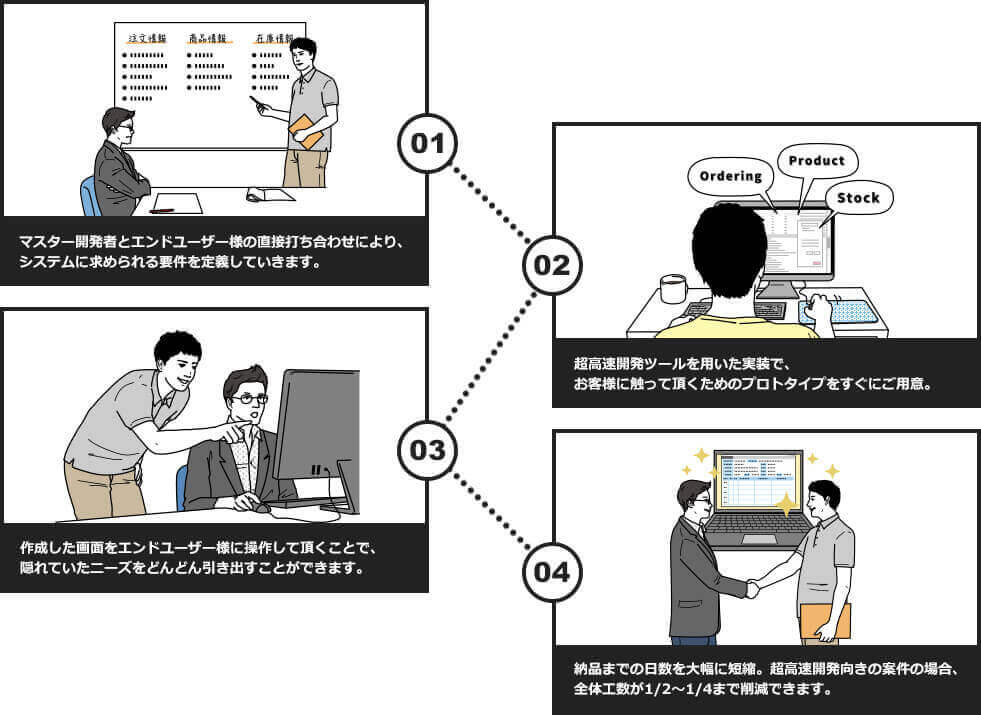 注文情報 商品情報 在庫情報
01
マスター開発者とエンドユーザー様の直接打ち合わせにより、
システムに求められる要件を定義していきます。
Ordering
Product
Stock
02
超高速開発ツールを用いた実装で、
お客様に触って頂くためのプロトタイプをすぐにご用意。
03
作成した画面をエンドユーザー様に操作して頂くことで、
隠れていたニーズをどんどん引き出すことができます。
04
納品までの日数を大幅に短縮。超高速開発向きの案件の場合、
全体工数が1/2〜1/4まで削減できます。